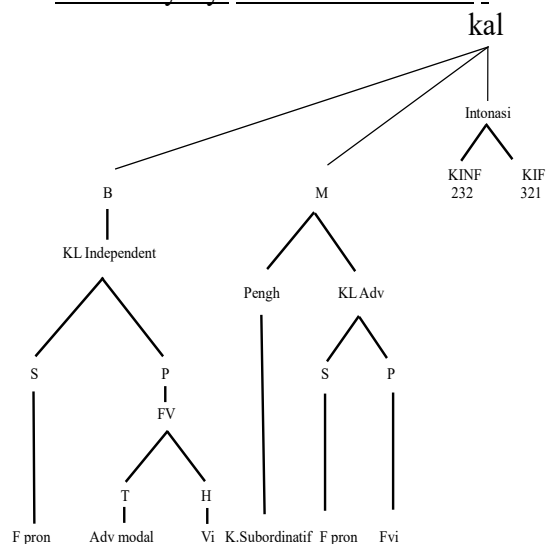 kal
Intonasi
KINF KIF
232 321
B M
KL Independent
Pengh KL Adv
S P S P
FV
T H
F pron Adv modal Vi K.Subordinatif F pron Fvi